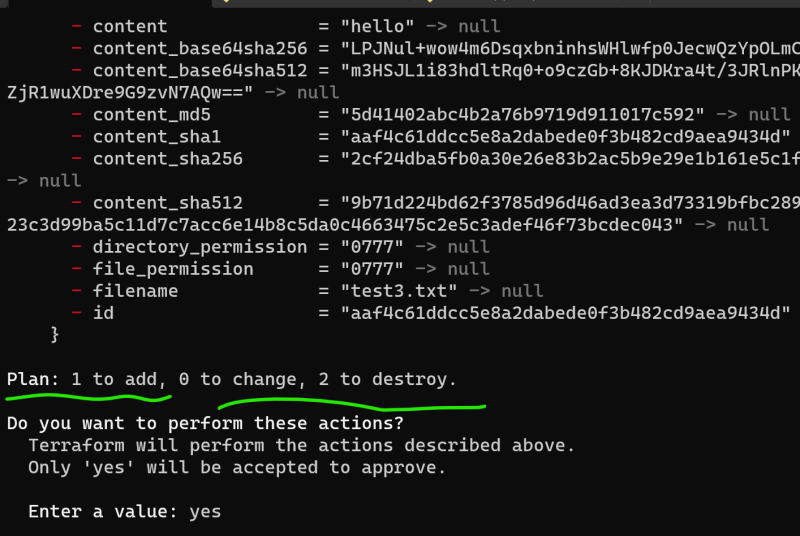 - content = "hello" -> null
- content_base64sha256 = "LPJNul+wow4m6DsqxbninhsWHlwfp0JecwQzYpOLmC
- content_base64sha512 = "m3HSJL1i83hdltRq0+o9czGb+8KJDKra4t/3JRlnPK
ZjR1wuXDre9G9zvN7AQw==" -> null
- content_md5 = "5d41402abc4b2a76b9719d911017c592" -> null
- content_sha1 = "aaf4c61ddcc5e8a2dabede0f3b482cd9aea9434d"
- content_sha256 = "2cf24dba5fb0a30e26e83b2ac5b9e29e1b161e5c1f
-> null
- content_sha512 = "9b71d224bd62f3785d96d46ad3ea3d73319bfbc289
23c3d99ba5c11d7c7acc6e14b8c5da0c4663475c2e5c3adef46f73bcdec043" -> null
- directory_permission = "0777" -> null
- file_permission = "0777" -> null
- filename = "test3.txt" -> null
- id = "aaf4c61ddcc5e8a2dabede0f3b482cd9aea9434d"
}
Plan: 1 to add, 0 to change, 2 to destroy.
Do you want to perform these actions?
Terraform will perform the actions described above.
Only 'yes' will be accepted to approve.
Enter a value: yes